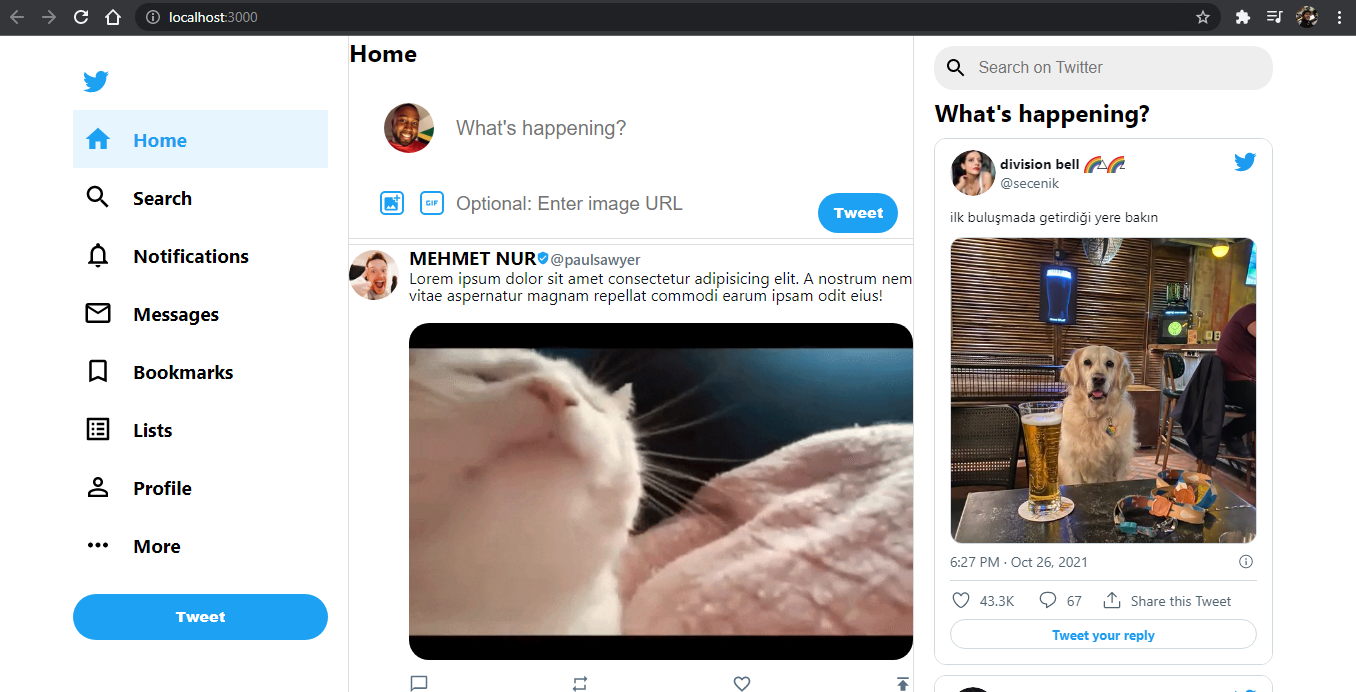 localhost:3000
Home
Search
Notifications
Messages
Bookmarks
Lists
Profile
More
Tweet
Home
What's happening?
GIF
Optional: Enter image URL
Tweet
MEHMET NUR @paulsawyer
Lorem ipsum dolor sit amet consectetur adipisicing elit. A nostrum nem
vitae aspernatur magnam repellat commodi earum ipsam odit eius!
Search on Twitter
What's happening?
division bell
@secenik
ilk buluşmada getirdiği yere bakın
6:27 PM · Oct 26, 2021
43.3K 67 Share this Tweet
Tweet your reply